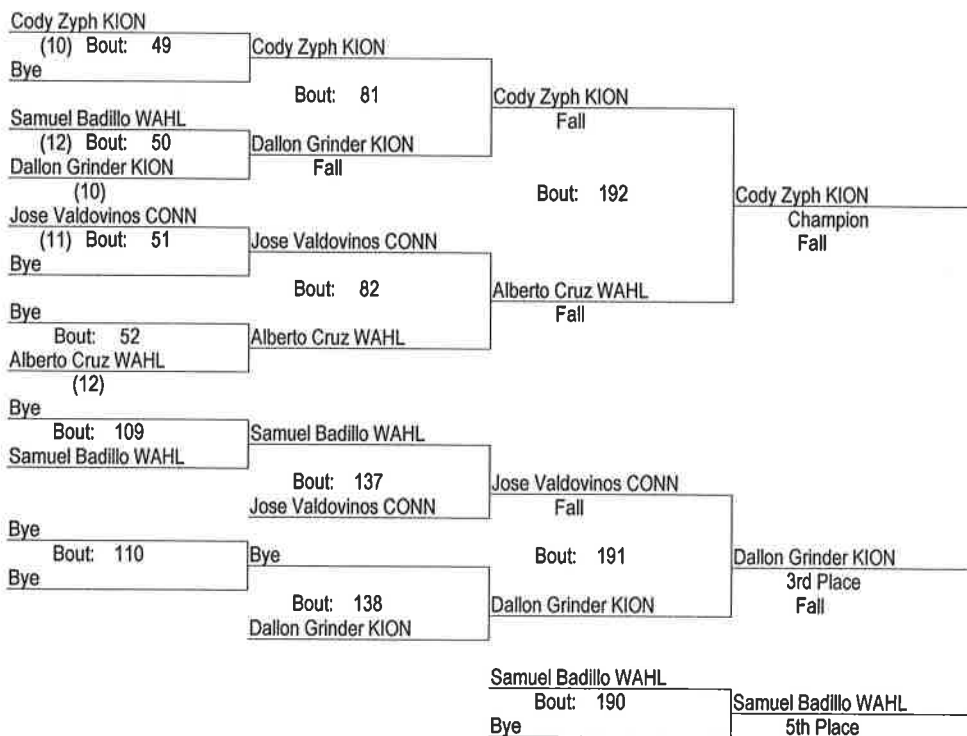 Cody Zyph KION
(10) Bout: 49
Bye
Cody Zyph KION
Bout: 81
Samuel Badillo WAHL
(12) Bout: 50
Dallon Grinder KION
(10)
Dallon Grinder KION
Fall
Cody Zyph KION
Fall
Bout: 192
Jose Valdovinos CONN
(11) Bout: 51
Bye
Jose Valdovinos CONN
Bout: 82
Bye
Bout: 52
Alberto Cruz WAHL
(12)
Alberto Cruz WAHL
Alberto Cruz WAHL
Fall
Cody Zyph KION
Champion
Fall
Bye
Bout: 109
Samuel Badillo WAHL
Samuel Badillo WAHL
Bout: 137
Jose Valdovinos CONN
Jose Valdovinos CONN
Fall
Bout: 191
Bye
Bout: 110
Bye
Bye
Bout: 138
Dallon Grinder KION
Dallon Grinder KION
Dallon Grinder KION
3rd Place
Fall
Samuel Badillo WAHL
Bout: 190
Bye
Samuel Badillo WAHL
5th Place